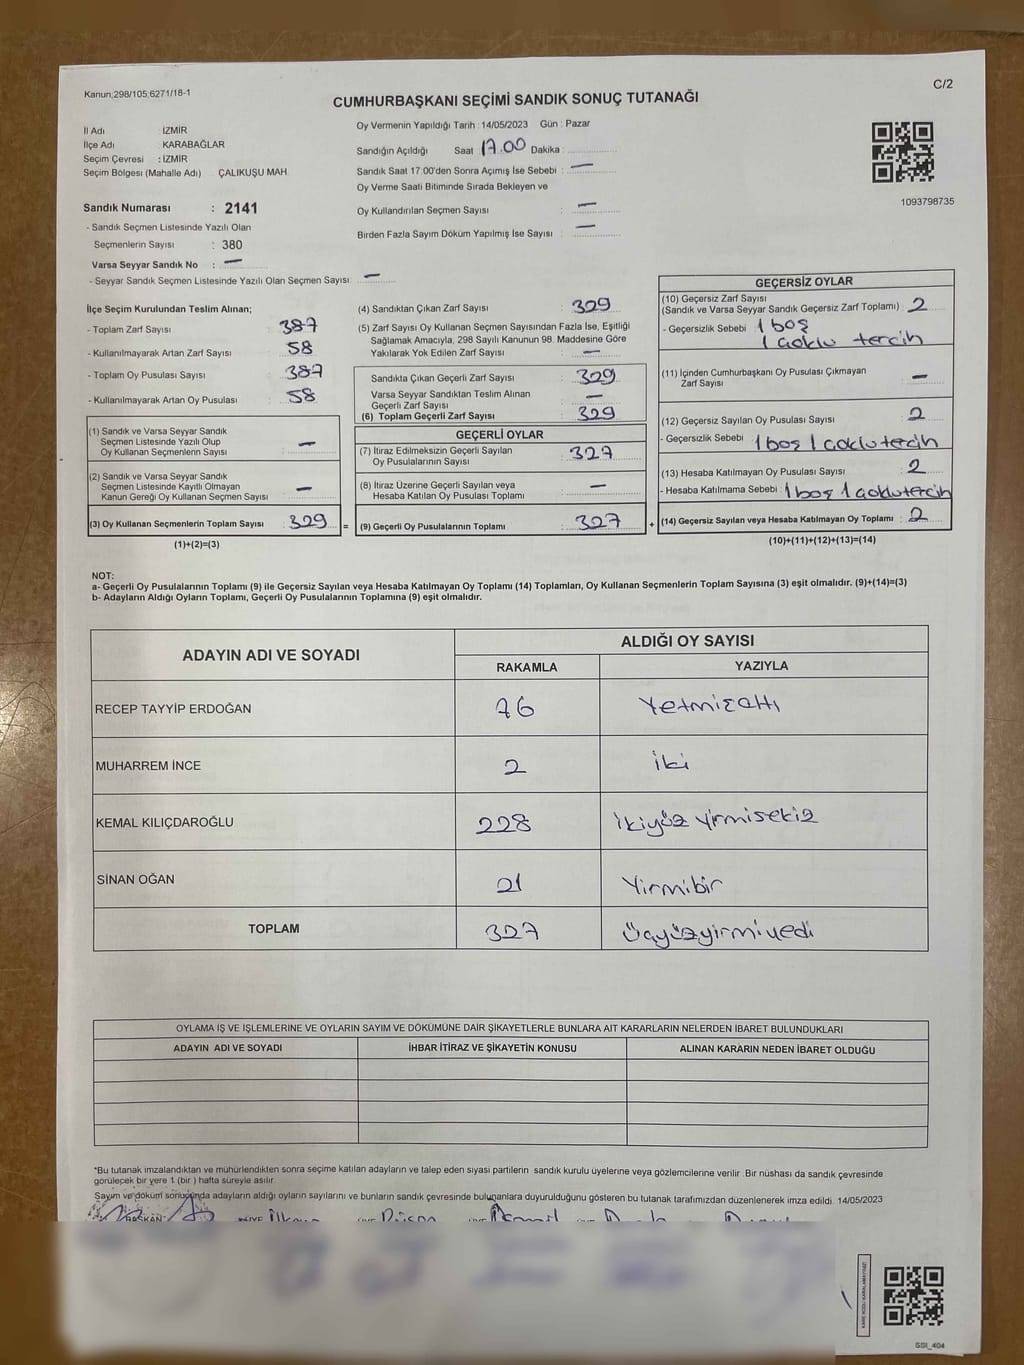 Kanun;298/105;6271/18-1
C/2
CUMHURBAŞKANI SEÇİMİ SANDIK SONUÇ TUTANAĞI
İl Adı İZMİR
İlçe Adı KARABAĞLAR
Seçim Çevresi : İZMİR
Seçim Bölgesi (Mahalle Adı) ÇALIKUŞU MAH
Sandık Numarası : 2141
- Sandık Seçmen Listesinde Yazılı Olan
Seçmenlerin Sayısı : 380
Varsa Seyyar Sandık No : —
- Seyyar Sandık Seçmen Listesinde Yazılı Olan Seçmen Sayısı —
Oy Vermenin Yapıldığı Tarih : 14/05/2023 Gün : Pazar
Sandığın Açıldığı Saat 17.00 Dakika :
Sandık Saat 17.00'den Sonra Açımış İse Sebebi : —
Oy Verme Saati Bitiminde Sırada Bekleyen ve
Oy Kullandırılan Seçmen Sayısı : —
Birden Fazla Sayım Döküm Yapılmış İse Sayısı : —
1093798735
İlçe Seçim Kurulundan Teslim Alınan;
- Toplam Zarf Sayısı : 387
- Kullanılmayarak Artan Zarf Sayısı : 58
- Toplam Oy Pusulası Sayısı : 387
- Kullanılmayarak Artan Oy Pusulası : 58
(1) Sandık ve Varsa Seyyar Sandık
Seçmen Listesinde Yazılı Olup
Oy Kullanan Seçmenlerin Sayısı : —
(2) Sandık ve Varsa Seyyar Sandık
Seçmen Listesinde Kayıtlı Olmayan
Kanun Gereği Oy Kullanan Seçmen Sayısı : —
(3) Oy Kullanan Seçmenlerin Toplam Sayısı : 329 =
(1)+(2)=(3)
(4) Sandıktan Çıkan Zarf Sayısı : 329
(5) Zarf Sayısı Oy Kullanan Seçmen Sayısından Fazla İse, Eşitliği
Sağlamak Amacıyla, 298 Sayılı Kanunun 98. Maddesine Göre
Yakılarak Yok Edilen Zarf Sayısı : —
Sandıkta Çıkan Geçerli Zarf Sayısı : 329
Varsa Seyyar Sandıktan Teslim Alınan
Geçerli Zarf Sayısı : —
(6) Toplam Geçerli Zarf Sayısı : 329
GEÇERLİ OYLAR
(7) İtiraz Edilmeksizin Geçerli Sayılan
Oy Pusulalarının Sayısı : 327
(8) İtiraz Üzerine Geçerli Sayılan veya
Hesaba Katılan Oy Pusulası Toplamı : —
(9) Geçerli Oy Pusulalarının Toplamı : 327 +
GEÇERSİZ OYLAR
(10) Geçersiz Zarf Sayısı
(Sandık ve Varsa Seyyar Sandık Geçersiz Zarf Toplamı) : 2
- Geçersizlik Sebebi : 1 boş
1 çoklu tercih
(11) İçinden Cumhurbaşkanı Oy Pusulası Çıkmayan
Zarf Sayısı : —
(12) Geçersiz Sayılan Oy Pusulası Sayısı : 2
- Geçersizlik Sebebi : 1 boş 1 çoklu tercih
(13) Hesaba Katılmayan Oy Pusulası Sayısı : 2
- Hesaba Katılmama Sebebi : 1 boş 1 çoklu tercih
(14) Geçersiz Sayılan veya Hesaba Katılmayan Oy Toplamı : 2
(10)+(11)+(12)+(13)=(14)
NOT:
a- Geçerli Oy Pusulalarının Toplamı (9) ile Geçersiz Sayılan veya Hesaba Katılmayan Oy Toplamı (14) Toplamları, Oy Kullanan Seçmenlerin Toplam Sayısına (3) eşit olmalıdır. (9)+(14)=(3)
b- Adayların Aldığı Oyların Toplamı, Geçerli Oy Pusulalarının Toplamına (9) eşit olmalıdır.
ADAYIN ADI VE SOYADI
ALDIĞI OY SAYISI
RAKAMLA YAZIYLA
RECEP TAYYİP ERDOĞAN 76 Yetmişaltı
MUHARREM İNCE 2 iki
KEMAL KILIÇDAROĞLU 228 ikiyüz yirmisekiz
SİNAN OĞAN 21 Yirmibir
TOPLAM 327 üçyüzyirmiyedi
OYLAMA İŞ VE İŞLEMLERİNE VE OYLARIN SAYIM VE DÖKÜMÜNE DAİR ŞİKAYETLERLE BUNLARA AİT KARARLARIN NELERDEN İBARET BULUNDUKLARI
ADAYIN ADI VE SOYADI İHBAR İTİRAZ VE ŞİKAYETİN KONUSU ALINAN KARARIN NEDEN İBARET OLDUĞU
*Bu tutanak imzalandıktan ve mühürlendikten sonra seçime katılan adayların ve talep eden siyasi partilerin sandık kurulu üyelerine veya gözlemcilerine verilir. Bir nüshası da sandık çevresinde
görülecek bir yere 1 (bir) hafta süreyle asılır.
Sayım ve döküm sonucunda adayların aldığı oyların sayılarını ve bunların sandık çevresinde bulunanlara duyurulduğunu gösteren bu tutanak tarafımızdan düzenlenerek imza edildi. 14/05/2023
BAŞKAN
SSI_404